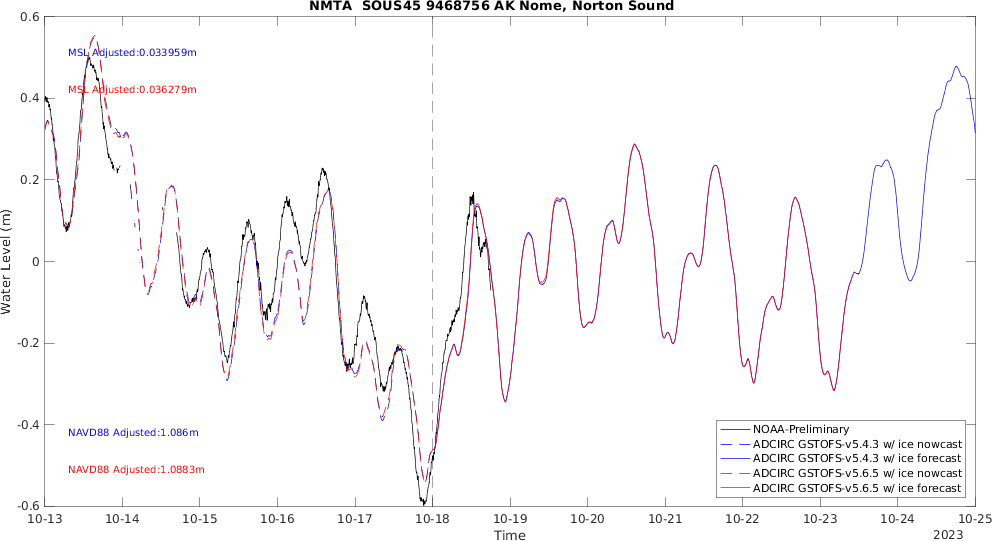 NMTA  SOUS45 9468756 AK Nome, Norton Sound
0.6
0.4
0.2
0
-0.2
-0.4
-0.6
Water Level (m)
MSL Adjusted:0.033959m
MSL Adjusted:0.036279m
NAVD88 Adjusted:1.086m
NAVD88 Adjusted:1.0883m
NOAA-Preliminary
ADCIRC GSTOFS-v5.4.3 w/ ice nowcast
ADCIRC GSTOFS-v5.4.3 w/ ice forecast
ADCIRC GSTOFS-v5.6.5 w/ ice nowcast
ADCIRC GSTOFS-v5.6.5 w/ ice forecast
10-13 10-14 10-15 10-16 10-17 10-18 10-19 10-20 10-21 10-22 10-23 10-24 10-25
Time
2023